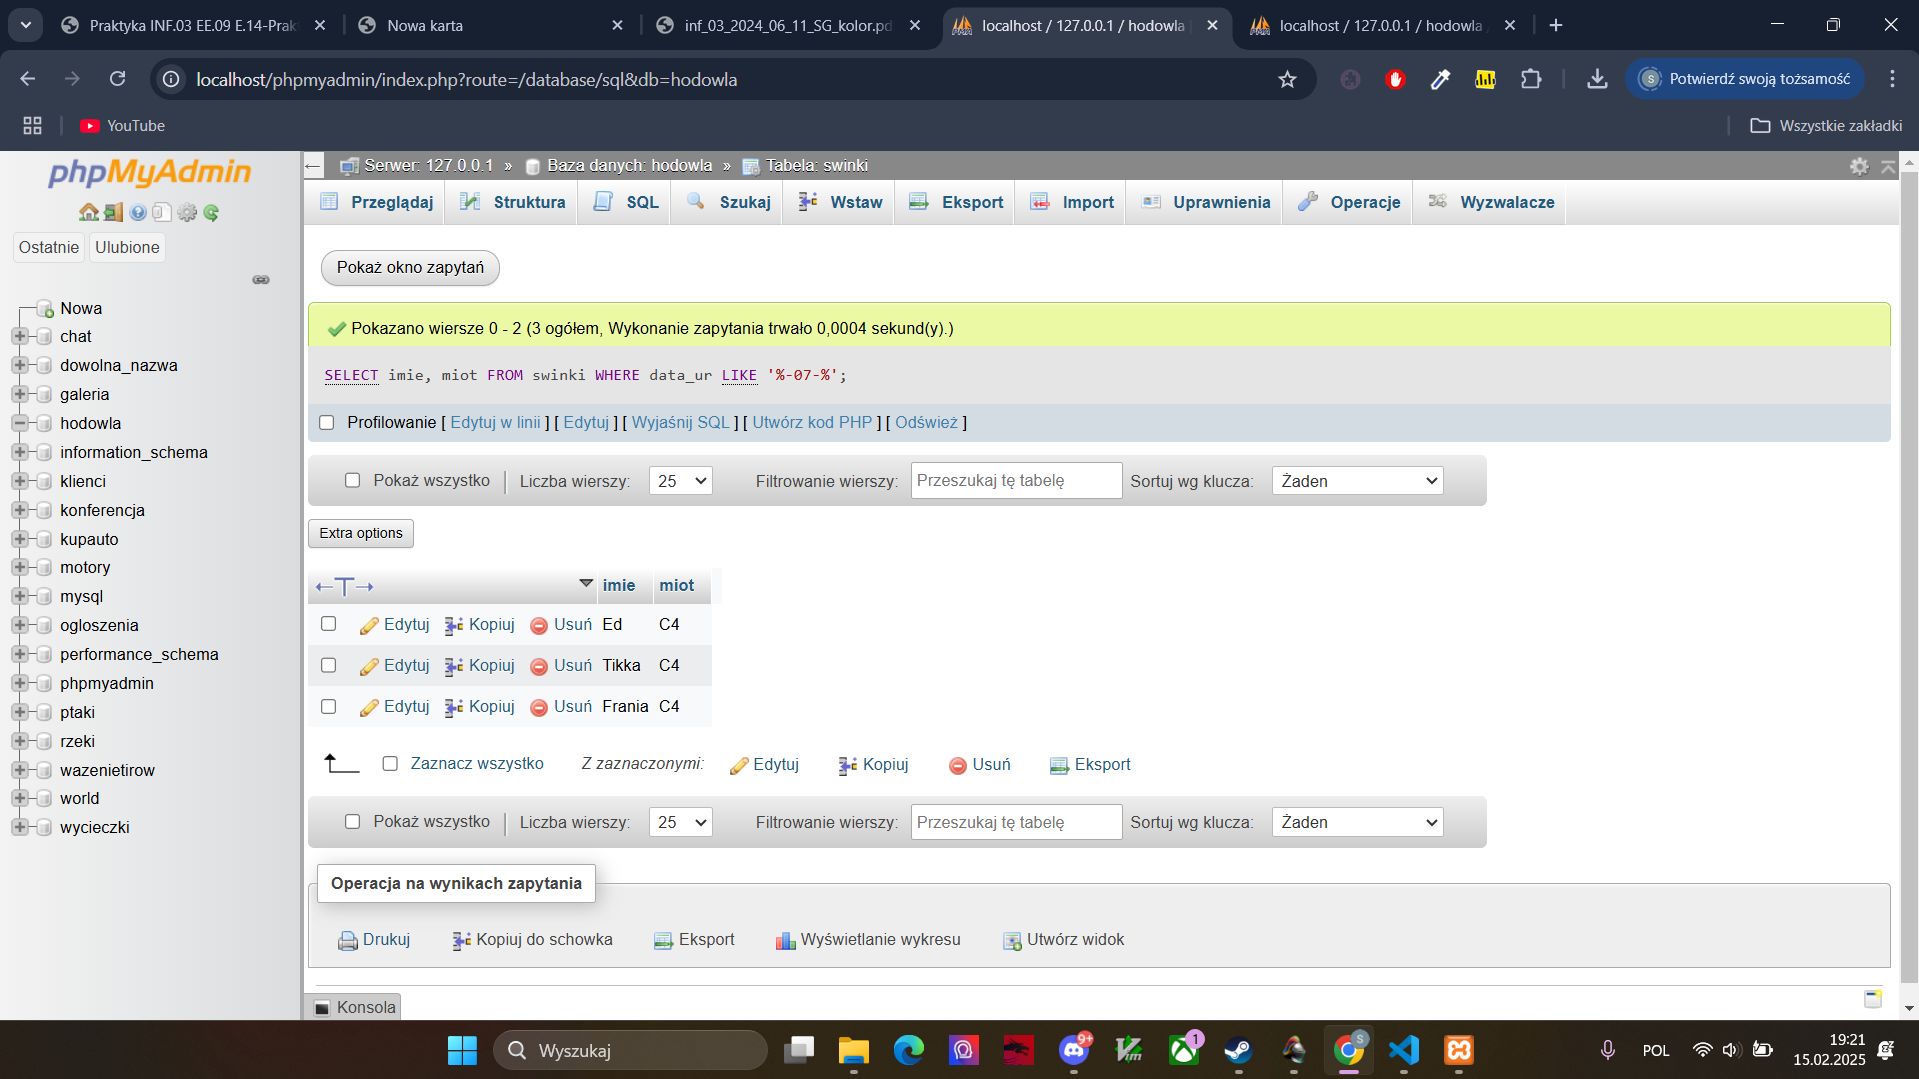 Praktyka INF.03 EE.09 E.14-Prak
Nowa karta
inf_03_2024_06_11_SG_kolor.pd
localhost / 127.0.0.1 / hodowla
localhost / 127.0.0.1 / hodowla
localhost/phpmyadmin/index.php?route=/database/sql&db=hodowla
S Potwierdź swoją tożsamość
YouTube
Wszystkie zakładki
phpMyAdmin
Ostatnie Ulubione
Nowa
chat
dowolna_nazwa
galeria
hodowla
information_schema
klienci
konferencja
kupauto
motory
mysql
ogloszenia
performance_schema
phpmyadmin
ptaki
rzeki
wazenietirow
world
wycieczki
Serwer: 127.0.0.1 » Baza danych: hodowla » Tabela: swinki
Przeglądaj Struktura SQL Szukaj Wstaw Eksport Import Uprawnienia Operacje Wyzwalacze
Pokaż okno zapytań
Pokazano wiersze 0 - 2 (3 ogółem, Wykonanie zapytania trwało 0,0004 sekund(y).)
SELECT imie, miot FROM swinki WHERE data_ur LIKE '%-07-%';
Profilowanie [ Edytuj w linii ] [ Edytuj ] [ Wyjaśnij SQL ] [ Utwórz kod PHP ] [ Odśwież ]
Pokaż wszystko Liczba wierszy: 25 Filtrowanie wierszy: Przeszukaj tę tabelę Sortuj wg klucza: Żaden
Extra options
←T→ imie miot
Edytuj Kopiuj Usuń Ed C4
Edytuj Kopiuj Usuń Tikka C4
Edytuj Kopiuj Usuń Frania C4
Zaznacz wszystko Z zaznaczonymi: Edytuj Kopiuj Usuń Eksport
Pokaż wszystko Liczba wierszy: 25 Filtrowanie wierszy: Przeszukaj tę tabelę Sortuj wg klucza: Żaden
Operacja na wynikach zapytania
Drukuj Kopiuj do schowka Eksport Wyświetlanie wykresu Utwórz widok
Konsola
Wyszukaj
9+
1
S
POL
19:21
15.02.2025